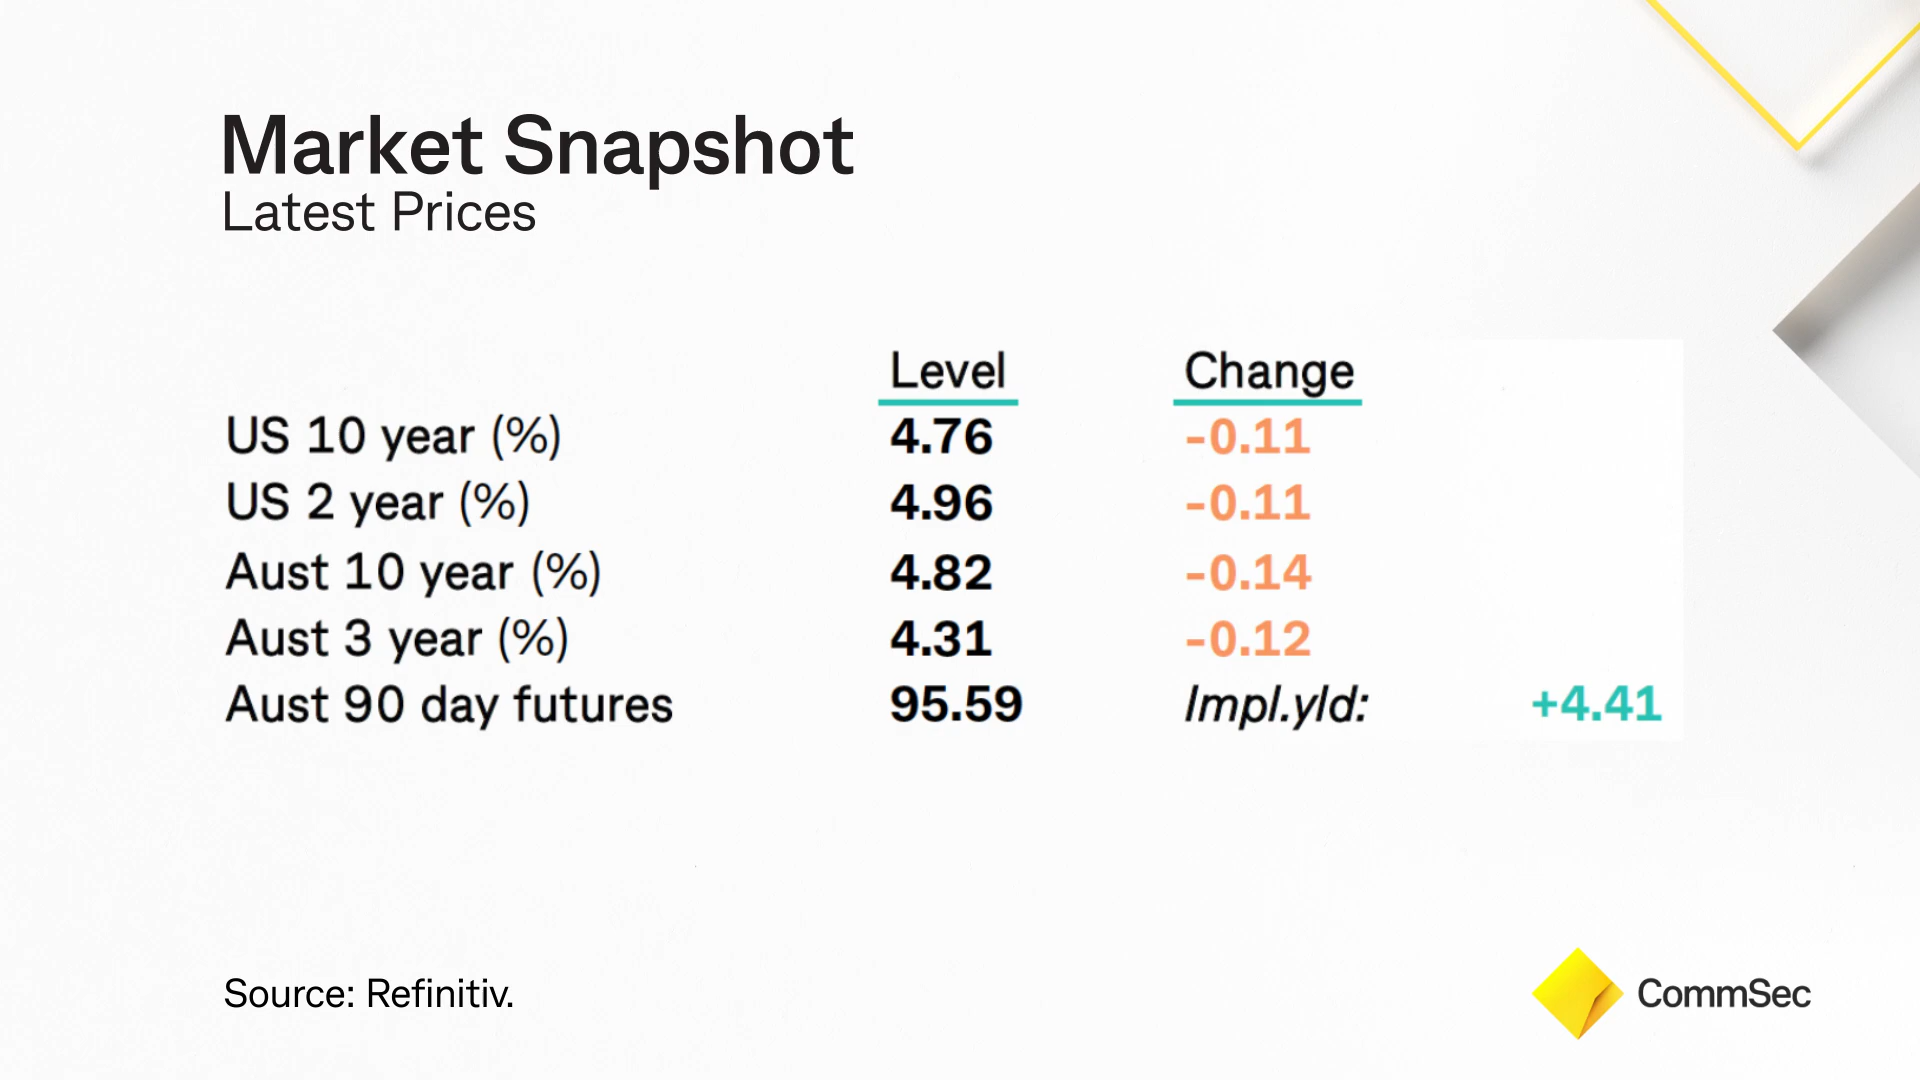 Market Snapshot
Latest Prices
Level Change
US 10 year (%) 4.76 -0.11
US 2 year (%) 4.96 -0.11
Aust 10 year (%) 4.82 -0.14
Aust 3 year (%) 4.31 -0.12
Aust 90 day futures 95.59 Impl.yld: +4.41
Source: Refinitiv.
CommSec